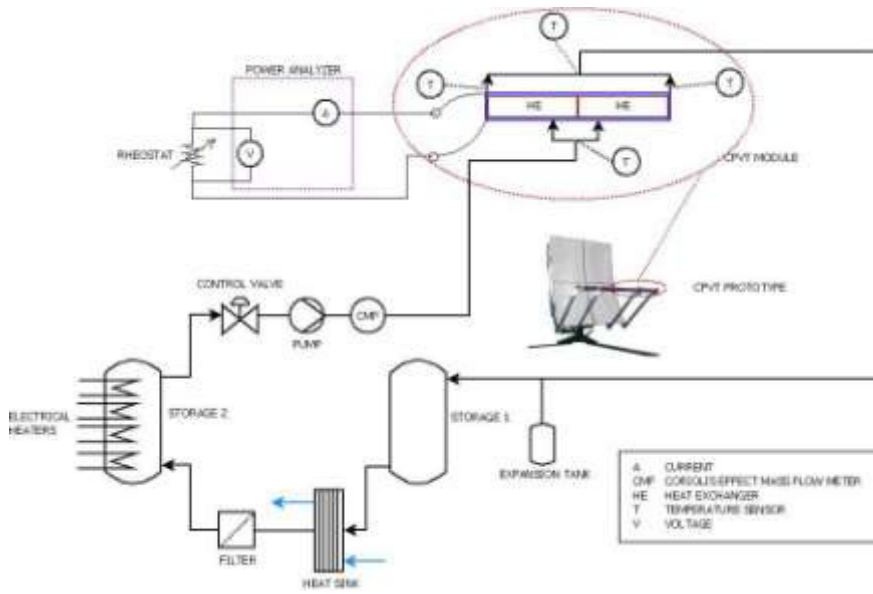 T
POWER ANALYZER
T
T
A
HE
HE
RHEOSTAT
V
T
CPVT MODULE
CONTROL VALVE
CPVT PROTOTYPE
CMF
PUMP
STORAGE 2
STORAGE 1
ELECTRICAL
HEATERS
EXPANSION TANK
FILTER
HEAT SINK
A CURRENT
CMF CORIOLIS EFFECT MASS FLOW METER
HE HEAT EXCHANGER
T TEMPERATURE SENSOR
V VOLTAGE